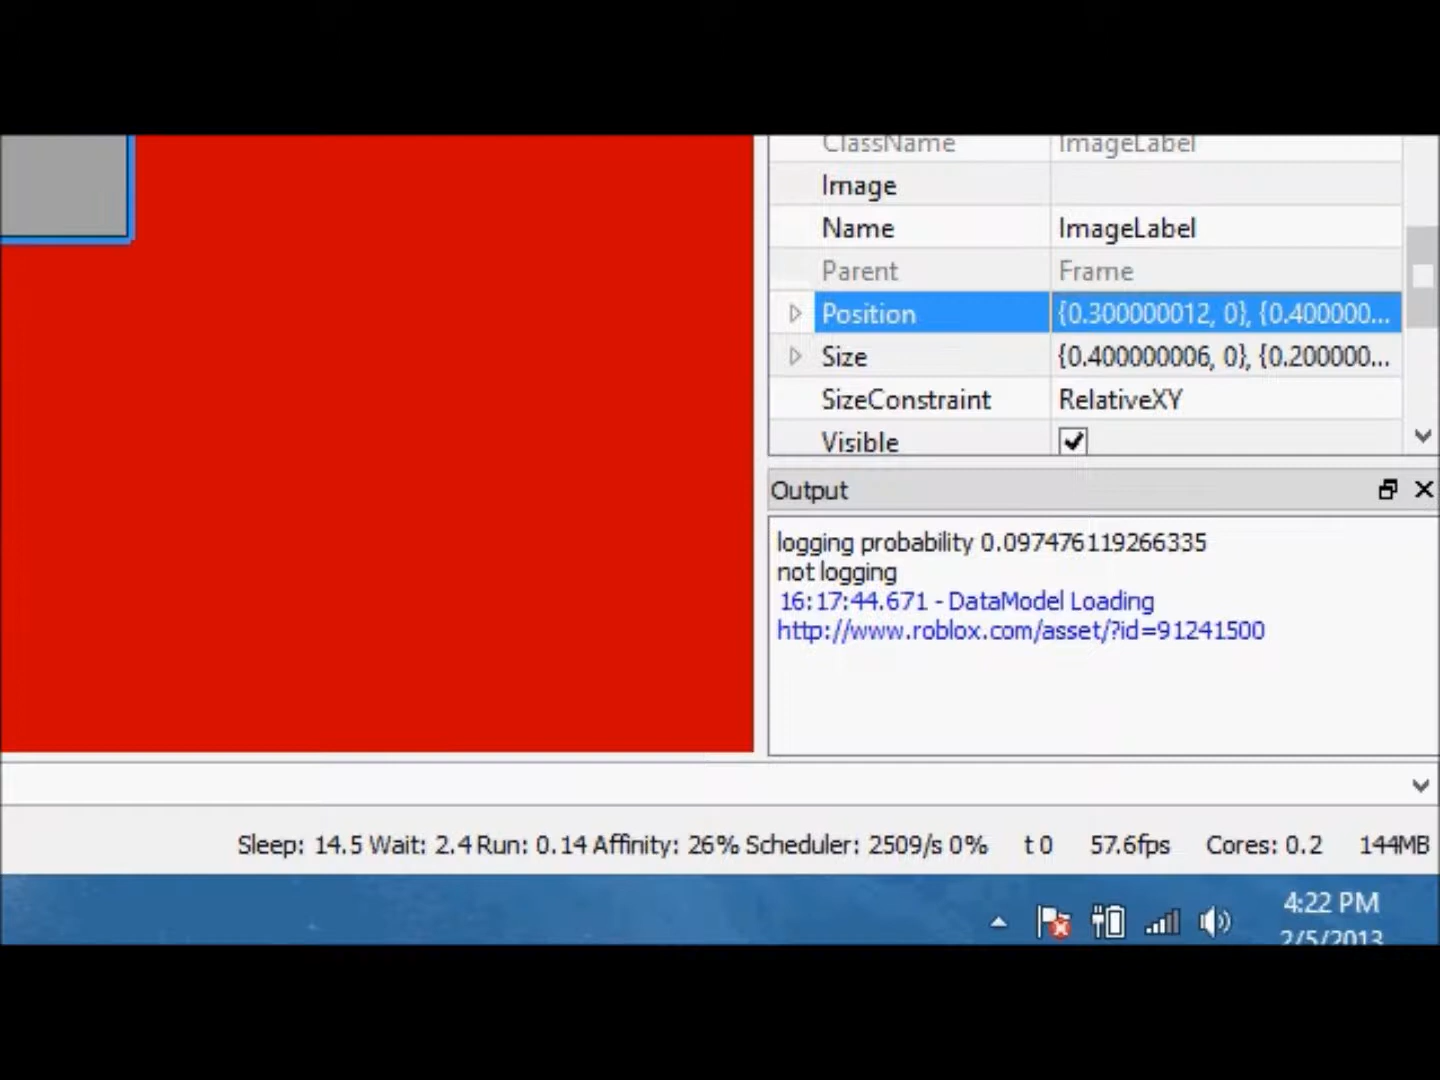 ClassName ImageLabel
Image
Name ImageLabel
Parent Frame
Position {0.300000012, 0}, {0.400000...
Size {0.400000006, 0}, {0.200000...
SizeConstraint RelativeXY
Visible
Output
logging probability 0.097476119266335
not logging
16:17:44.671 - DataModel Loading
http://www.roblox.com/asset/?id=91241500
Sleep: 14.5 Wait: 2.4 Run: 0.14 Affinity: 26% Scheduler: 2509/s 0% t 0 57.6fps Cores: 0.2 144MB
4:22 PM
2/5/2013